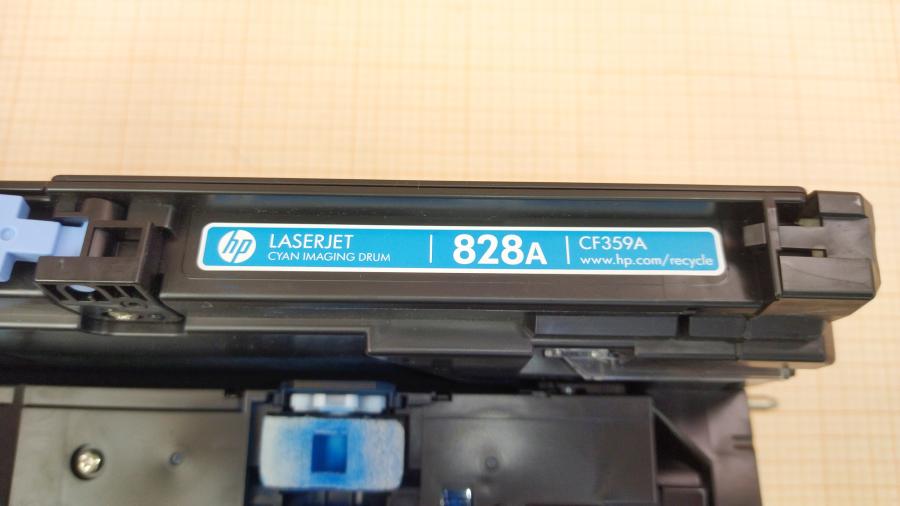 hp LASERJET | 828A | CF359A
CYAN IMAGING DRUM www.hp.com/recycle